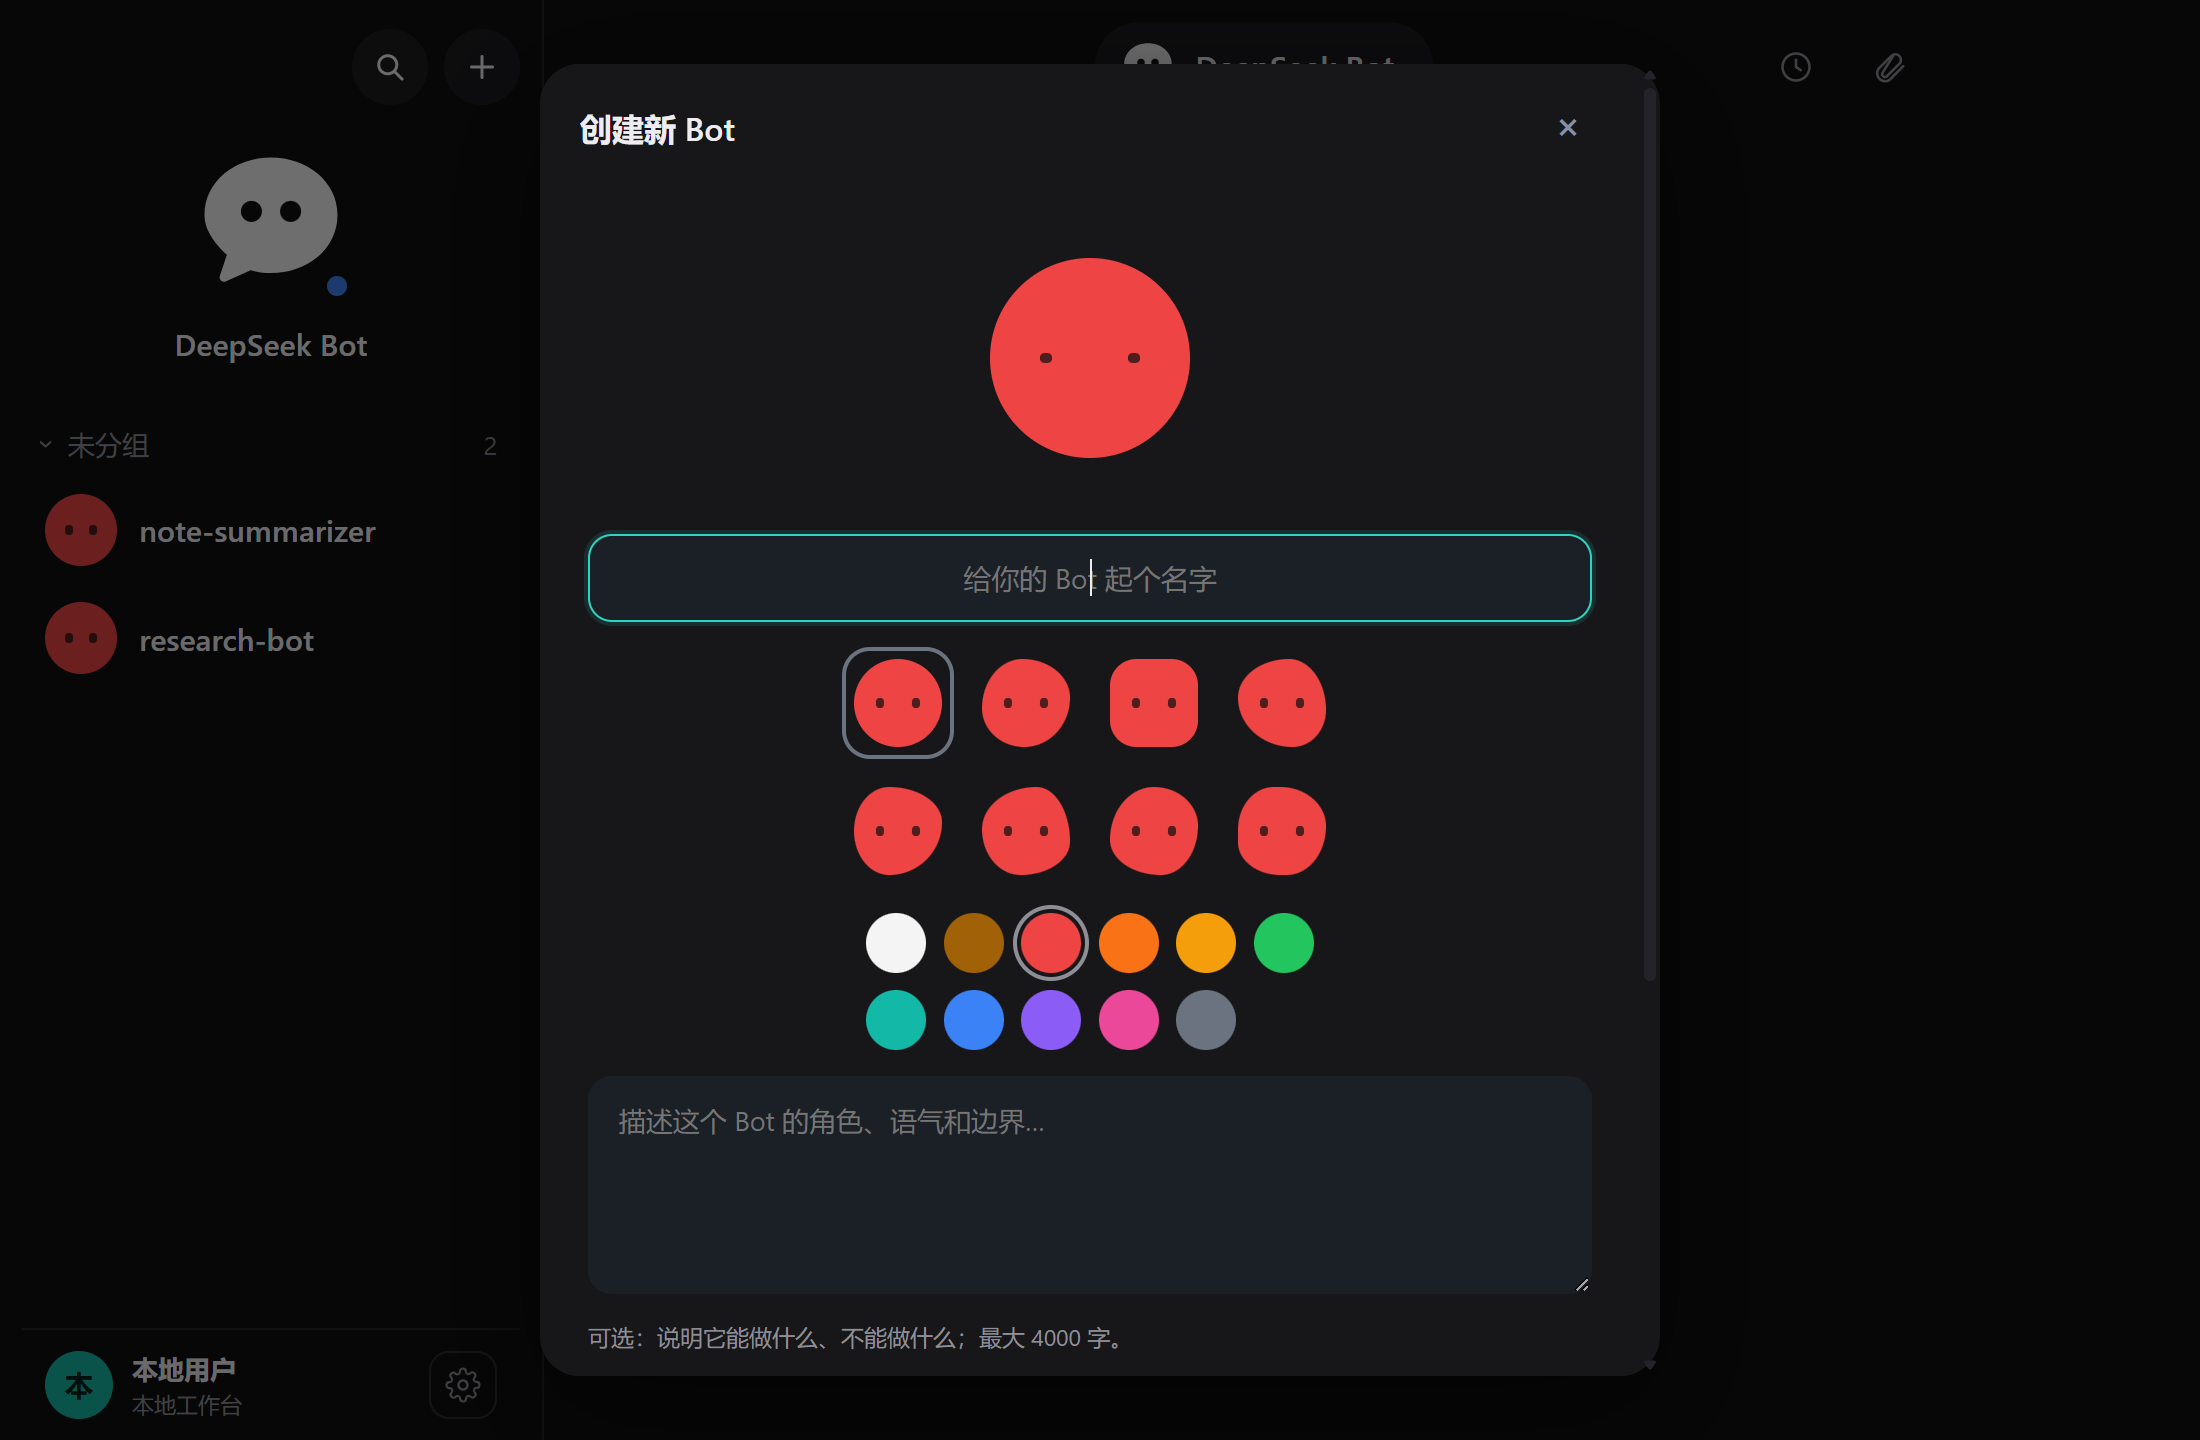 DeepSeek Bot
创建新 Bot
DeepSeek Bot
未分组 2
note-summarizer
research-bot
给你的 Bot 起个名字
描述这个 Bot 的角色、语气和边界...
可选：说明它能做什么、不能做什么；最大 4000 字。
本
本地用户
本地工作台